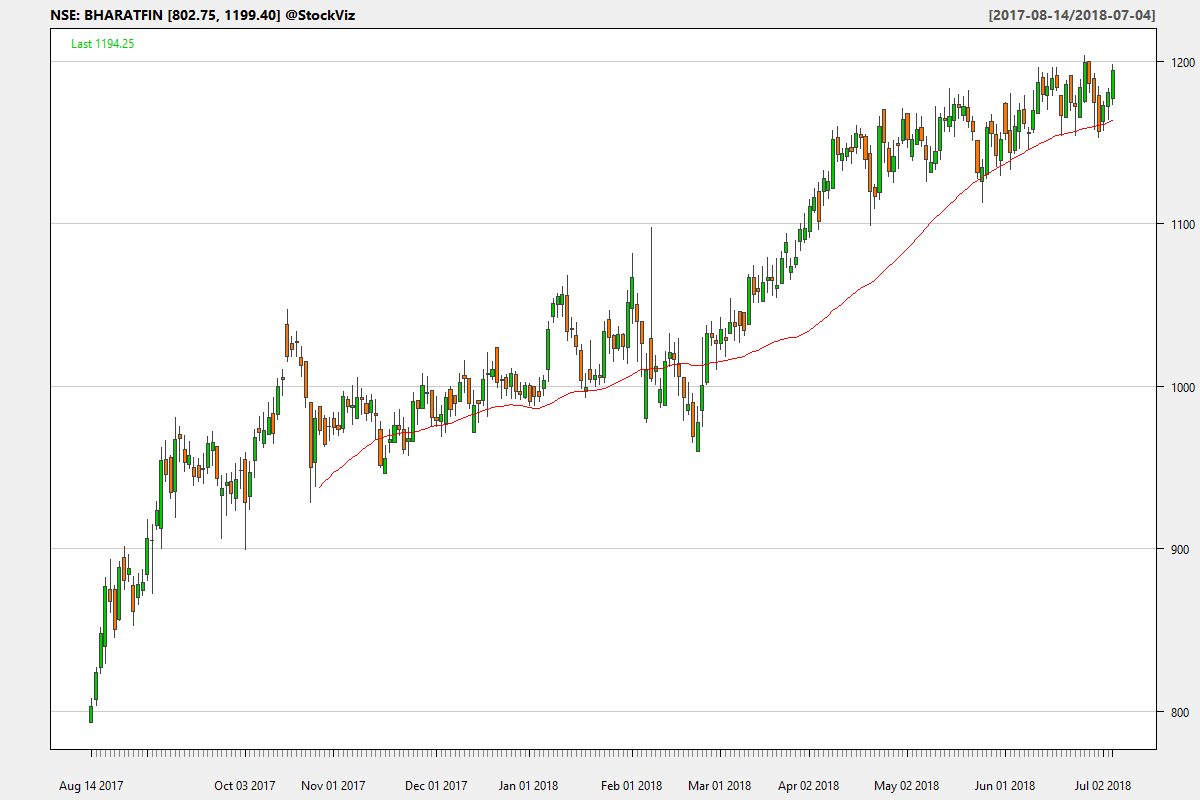 NSE: BHARATFIN [802.75, 1199.40] @StockViz [2017-08-14/2018-07-04]
Last 1194.25
1200
1100
1000
900
800
Aug 14 2017 Oct 03 2017 Nov 01 2017 Dec 01 2017 Jan 01 2018 Feb 01 2018 Mar 01 2018 Apr 02 2018 May 02 2018 Jun 01 2018 Jul 02 2018